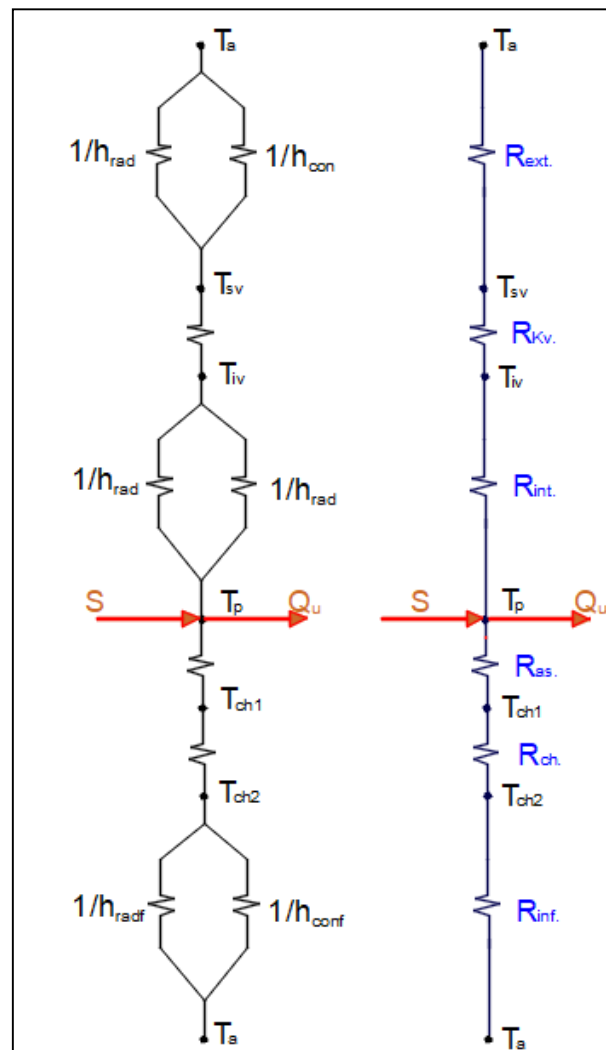 Ta
Ta
1/hrad
1/hcon
Rext.
Tsv
Tsv
RKv.
Tiv
Tiv
1/hrad
1/hrad
Rint.
S
Tp
Qu
S
Tp
Qu
Ras.
Tch1
Tch1
Rch.
Tch2
Tch2
1/hradf
1/hconf
Rinf.
Ta
Ta